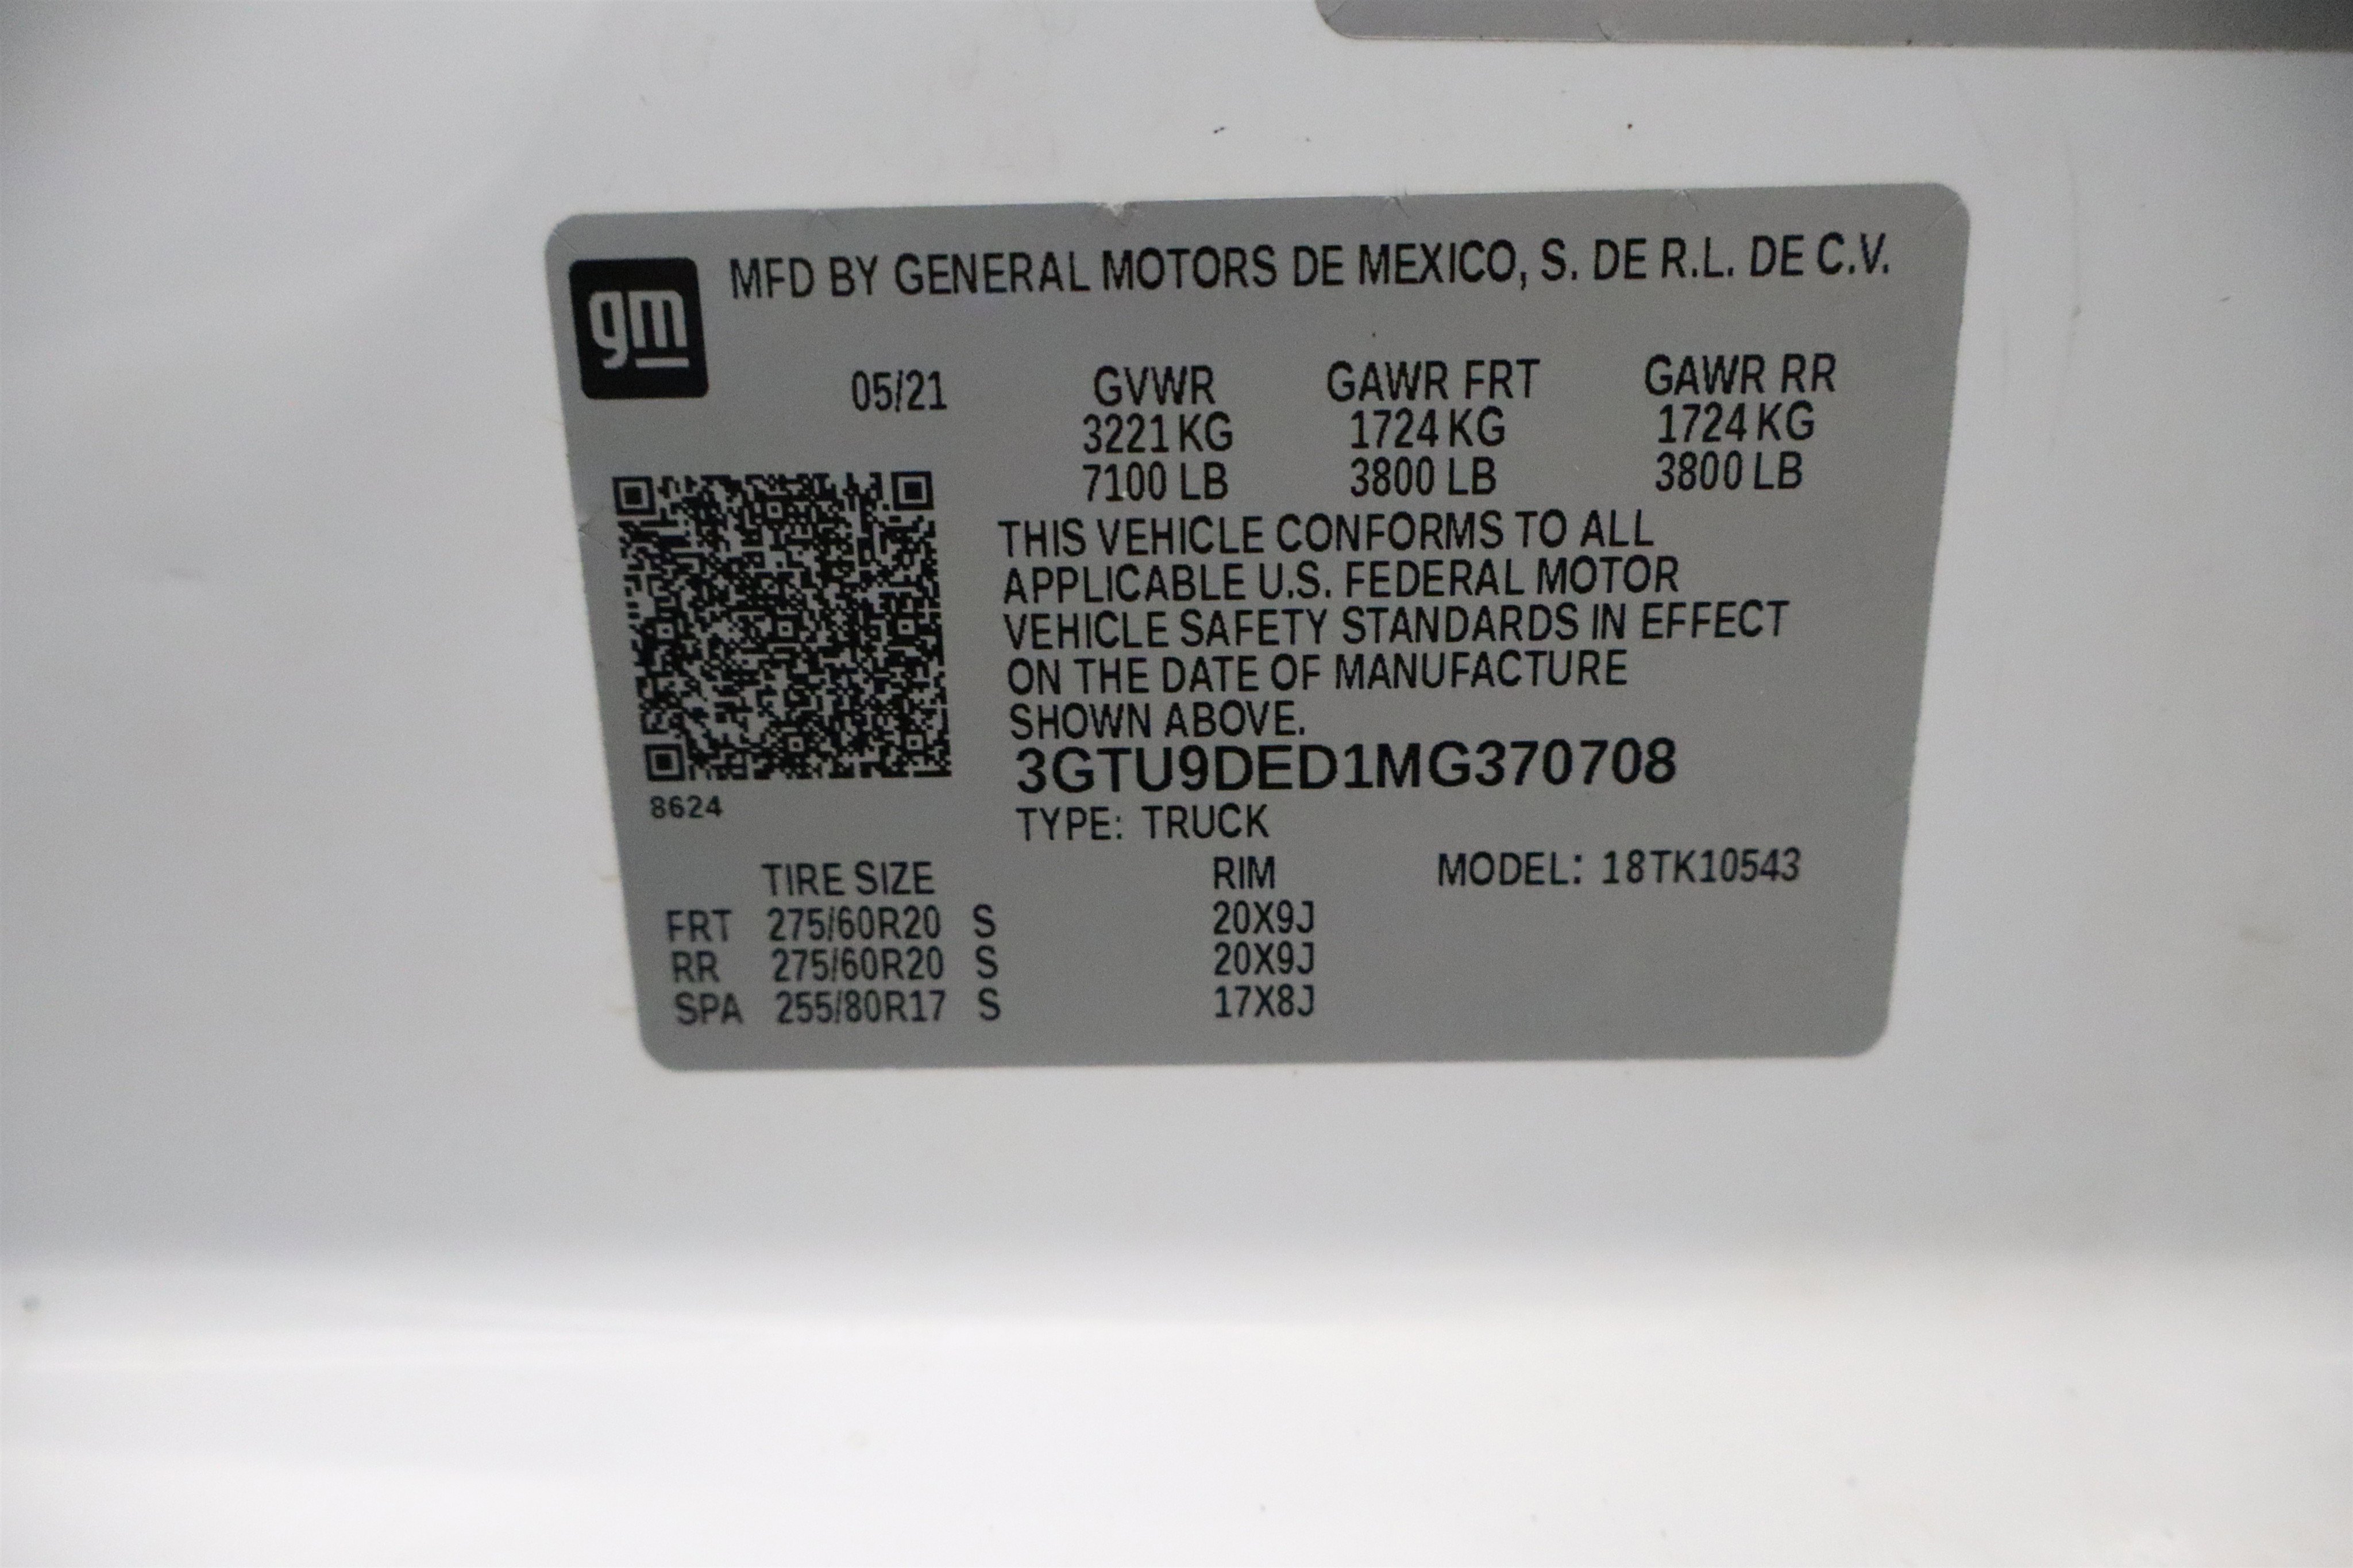 gm
MFD BY GENERAL MOTORS DE MEXICO, S. DE R.L. DE C.V.
05/21 GVWR GAWR FRT GAWR RR
3221 KG 1724 KG 1724 KG
7100 LB 3800 LB 3800 LB
THIS VEHICLE CONFORMS TO ALL
APPLICABLE U.S. FEDERAL MOTOR
VEHICLE SAFETY STANDARDS IN EFFECT
ON THE DATE OF MANUFACTURE
SHOWN ABOVE.
3GTU9DED1MG370708
8624
TYPE: TRUCK
TIRE SIZE RIM MODEL: 18TK10543
FRT 275/60R20 S 20X9J
RR 275/60R20 S 20X9J
SPA 255/80R17 S 17X8J